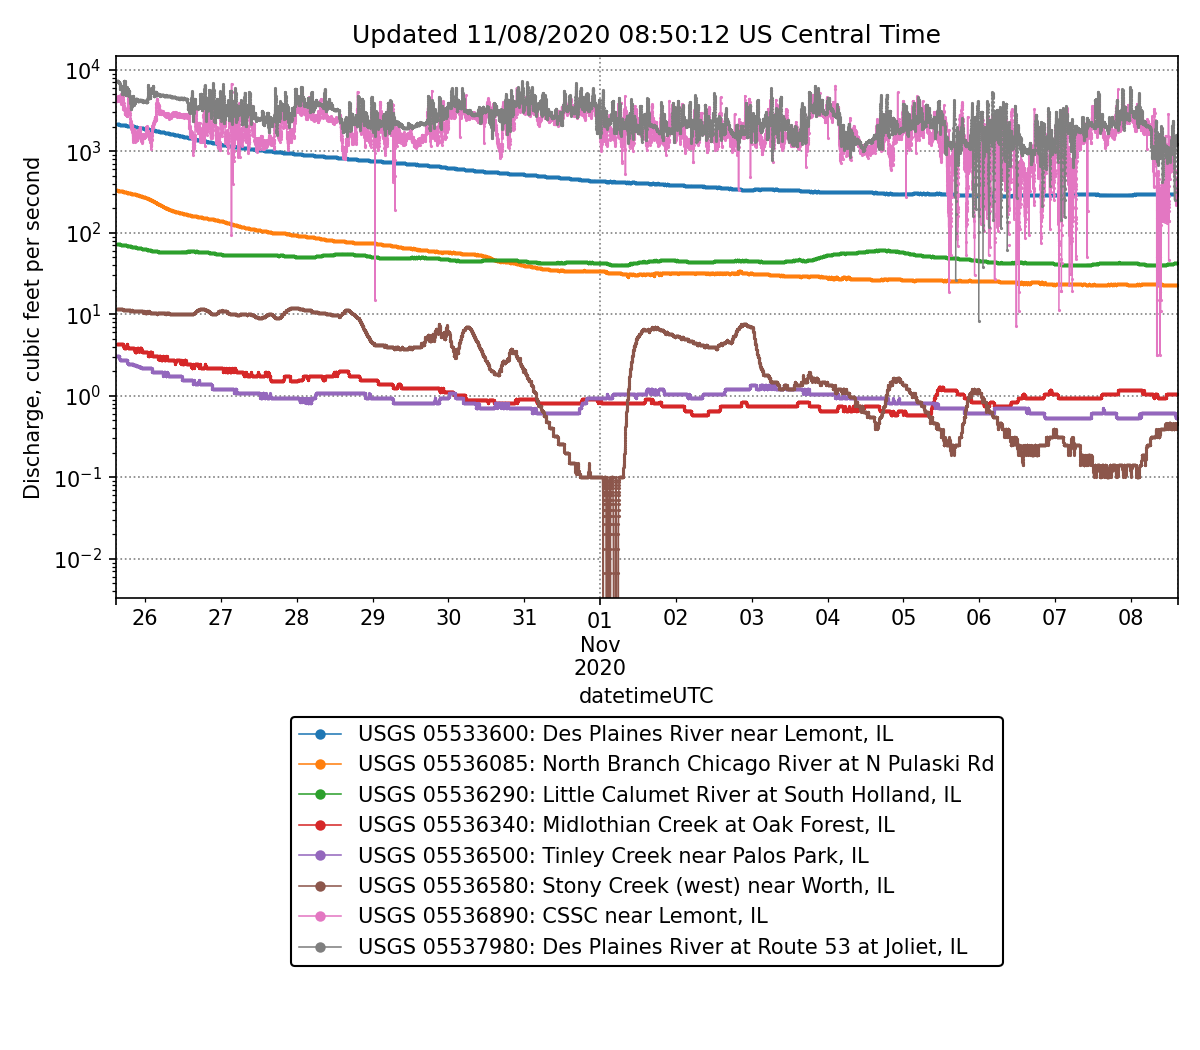 Updated 11/08/2020 08:50:12 US Central Time
Discharge, cubic feet per second
10⁴
10³
10²
10¹
10⁰
10⁻¹
10⁻²
26 27 28 29 30 31 01 02 03 04 05 06 07 08
Nov
2020
datetimeUTC
USGS 05533600: Des Plaines River near Lemont, IL
USGS 05536085: North Branch Chicago River at N Pulaski Rd
USGS 05536290: Little Calumet River at South Holland, IL
USGS 05536340: Midlothian Creek at Oak Forest, IL
USGS 05536500: Tinley Creek near Palos Park, IL
USGS 05536580: Stony Creek (west) near Worth, IL
USGS 05536890: CSSC near Lemont, IL
USGS 05537980: Des Plaines River at Route 53 at Joliet, IL